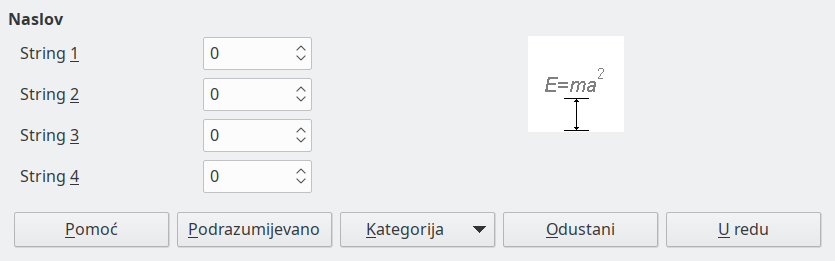 Naslov
String 1 0
E=ma²
String 2 0
String 3 0
String 4 0
Pomoć Podrazumijevano Kategorija Odustani U redu